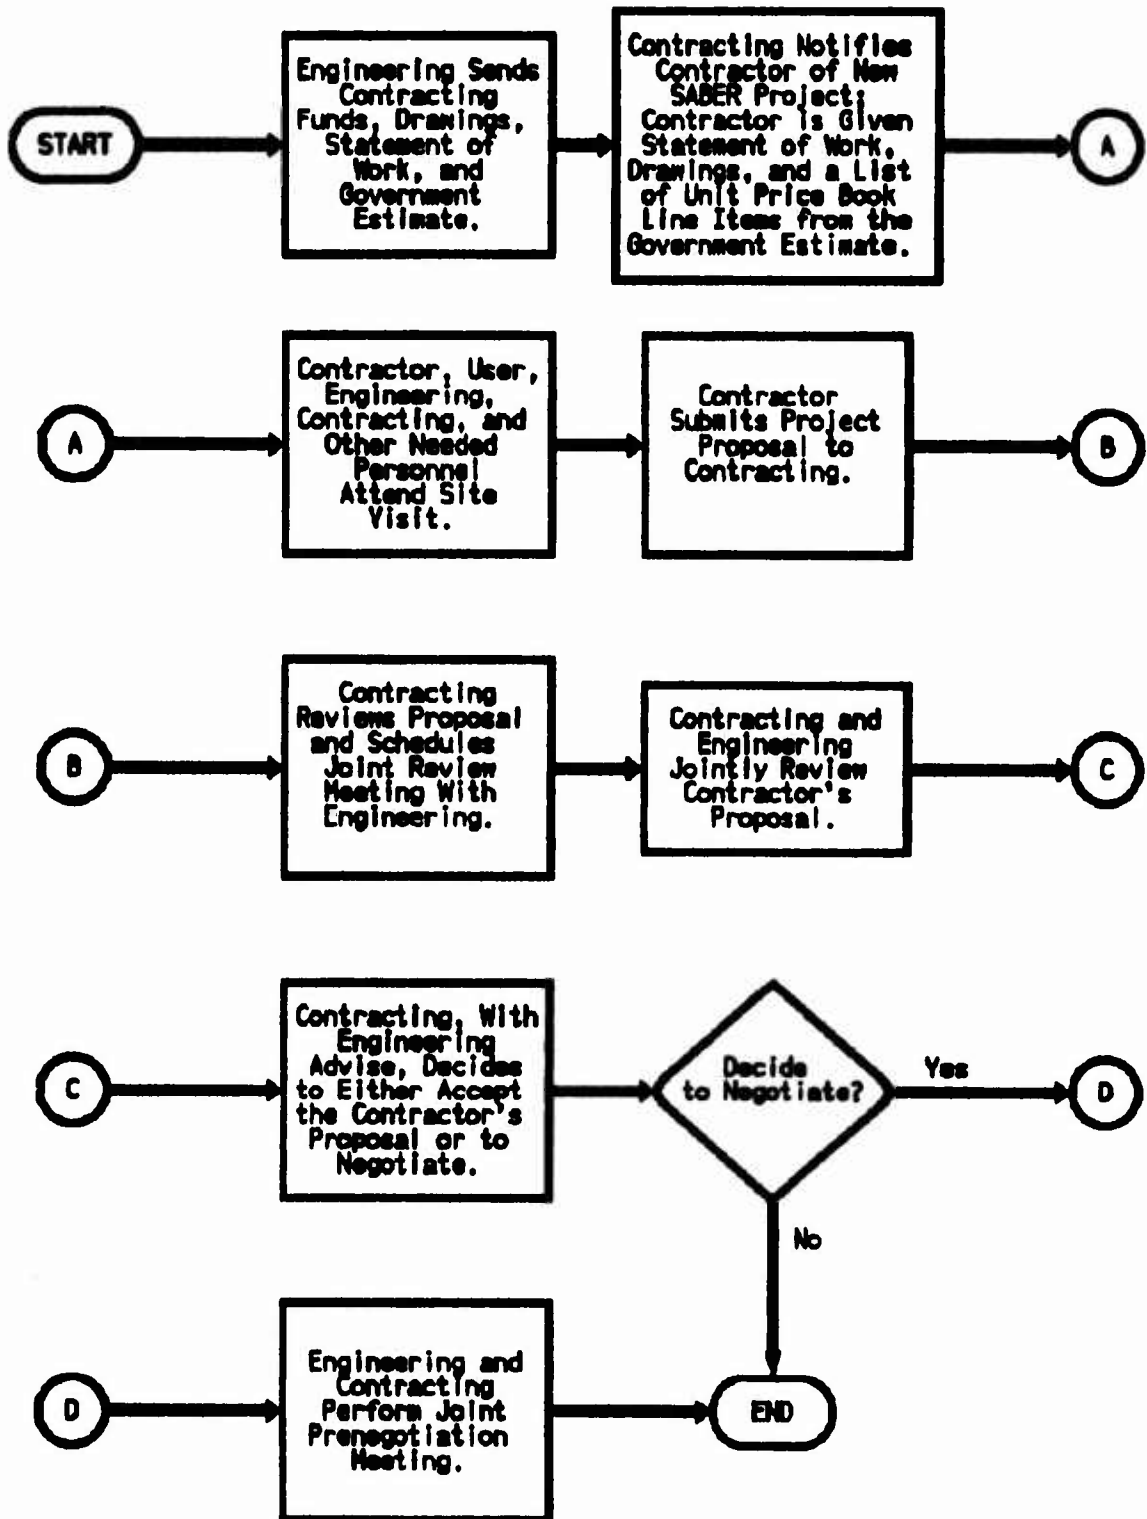 START
Engineering Sends
Contracting
Funds, Drawings,
Statement of
Work, and
Government
Estimate.
Contracting Notifies
Contractor of New
SABER Project;
Contractor is Given
Statement of Work,
Drawings, and a List
of Unit Price Book
Line Items from the
Government Estimate.
A
A
Contractor, User,
Engineering,
Contracting, and
Other Needed
Personnel
Attend Site
Visit.
Contractor
Submits Project
Proposal to
Contracting.
B
B
Contracting
Reviews Proposal
and Schedules
Joint Review
Meeting With
Engineering.
Contracting and
Engineering
Jointly Review
Contractor's
Proposal.
C
C
Contracting, With
Engineering
Advise, Decides
to Either Accept
the Contractor's
Proposal or to
Negotiate.
Decide
to Negotiate?
Yes
D
No
D
Engineering and
Contracting
Perform Joint
Prenegotiation
Meeting.
END